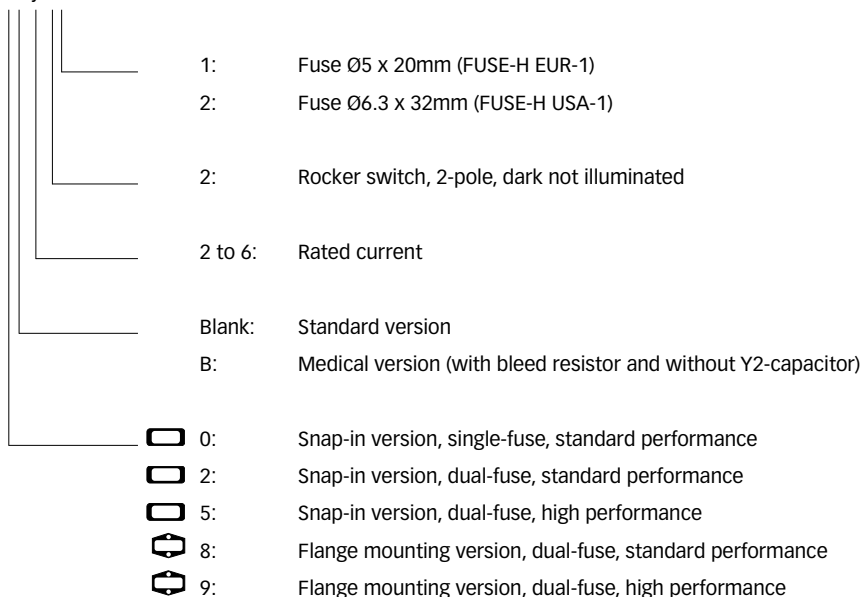 1: Fuse Ø5 x 20mm (FUSE-H EUR-1)
2: Fuse Ø6.3 x 32mm (FUSE-H USA-1)
2: Rocker switch, 2-pole, dark not illuminated
2 to 6: Rated current
Blank: Standard version
B: Medical version (with bleed resistor and without Y2-capacitor)
0: Snap-in version, single-fuse, standard performance
2: Snap-in version, dual-fuse, standard performance
5: Snap-in version, dual-fuse, high performance
8: Flange mounting version, dual-fuse, standard performance
9: Flange mounting version, dual-fuse, high performance